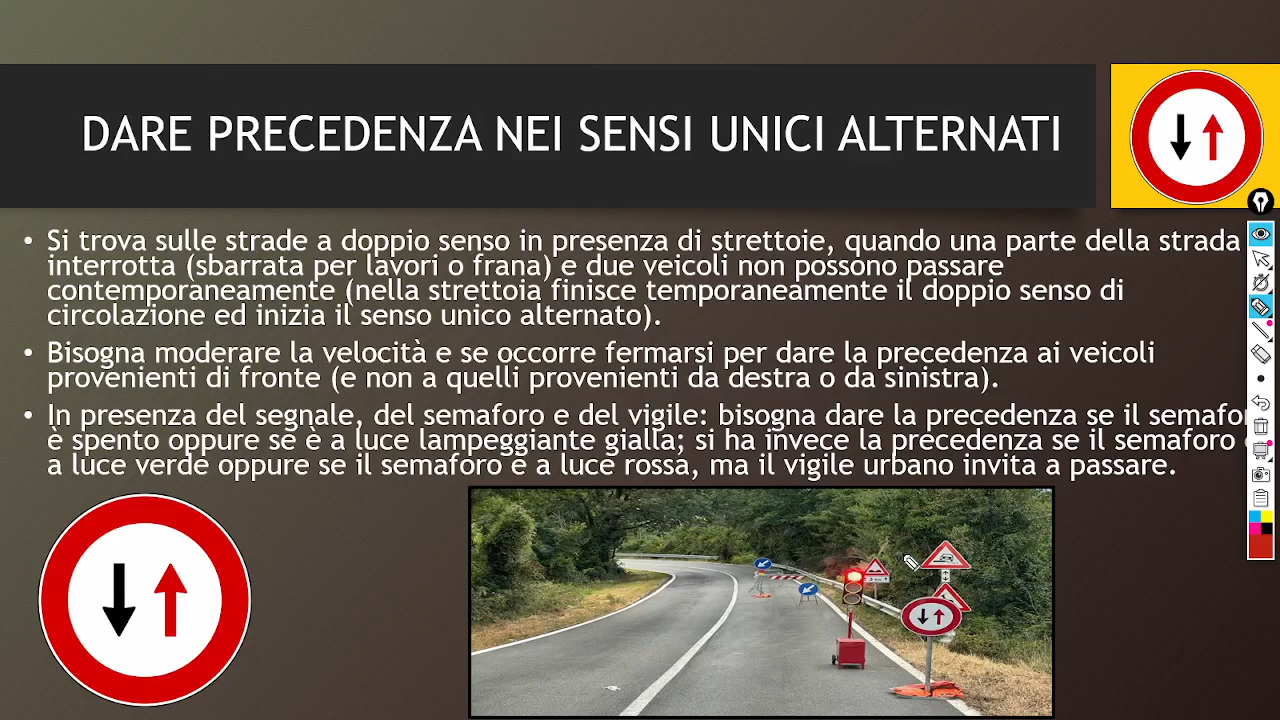 DARE PRECEDENZA NEI SENSI UNICI ALTERNATI
• Si trova sulle strade a doppio senso in presenza di strettoie, quando una parte della strada
interrotta (sbarrata per lavori o frana) e due veicoli non possono passare
contemporaneamente (nella strettoia finisce temporaneamente il doppio senso di
circolazione ed inizia il senso unico alternato).
• Bisogna moderare la velocità e se occorre fermarsi per dare la precedenza ai veicoli
provenienti di fronte (e non a quelli provenienti da destra o da sinistra).
• In presenza del segnale, del semaforo e del vigile: bisogna dare la precedenza se il
è spento oppure se è a luce lampeggiante gialla; si ha invece la precedenza se il semaforo
a luce verde oppure se il semaforo è a luce rossa, ma il vigile urbano invita a passare.